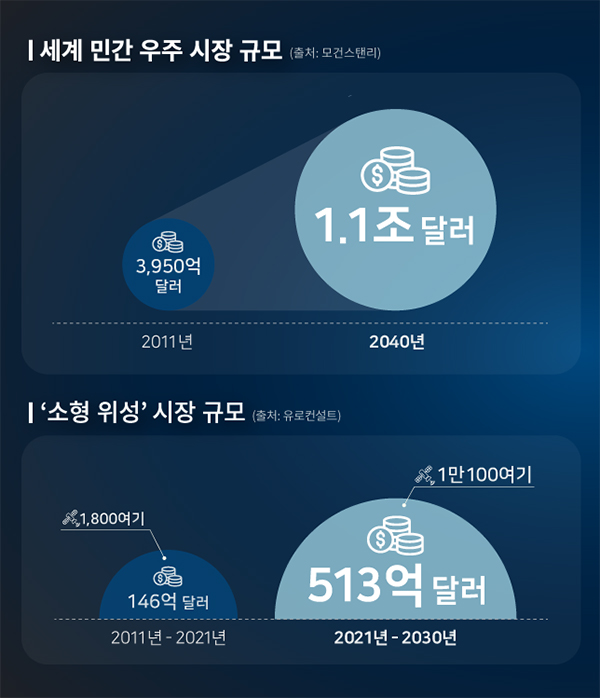 세계 민간 우주 시장 규모 (출처: 모건스탠리)
1.1조 달러
3,950억
달러
2011년
2040년
‘소형 위성’ 시장 규모 (출처: 유로컨설트)
1만 100여기
1,800여기
513억 달러
146억 달러
2011년 - 2021년
2021년 - 2030년